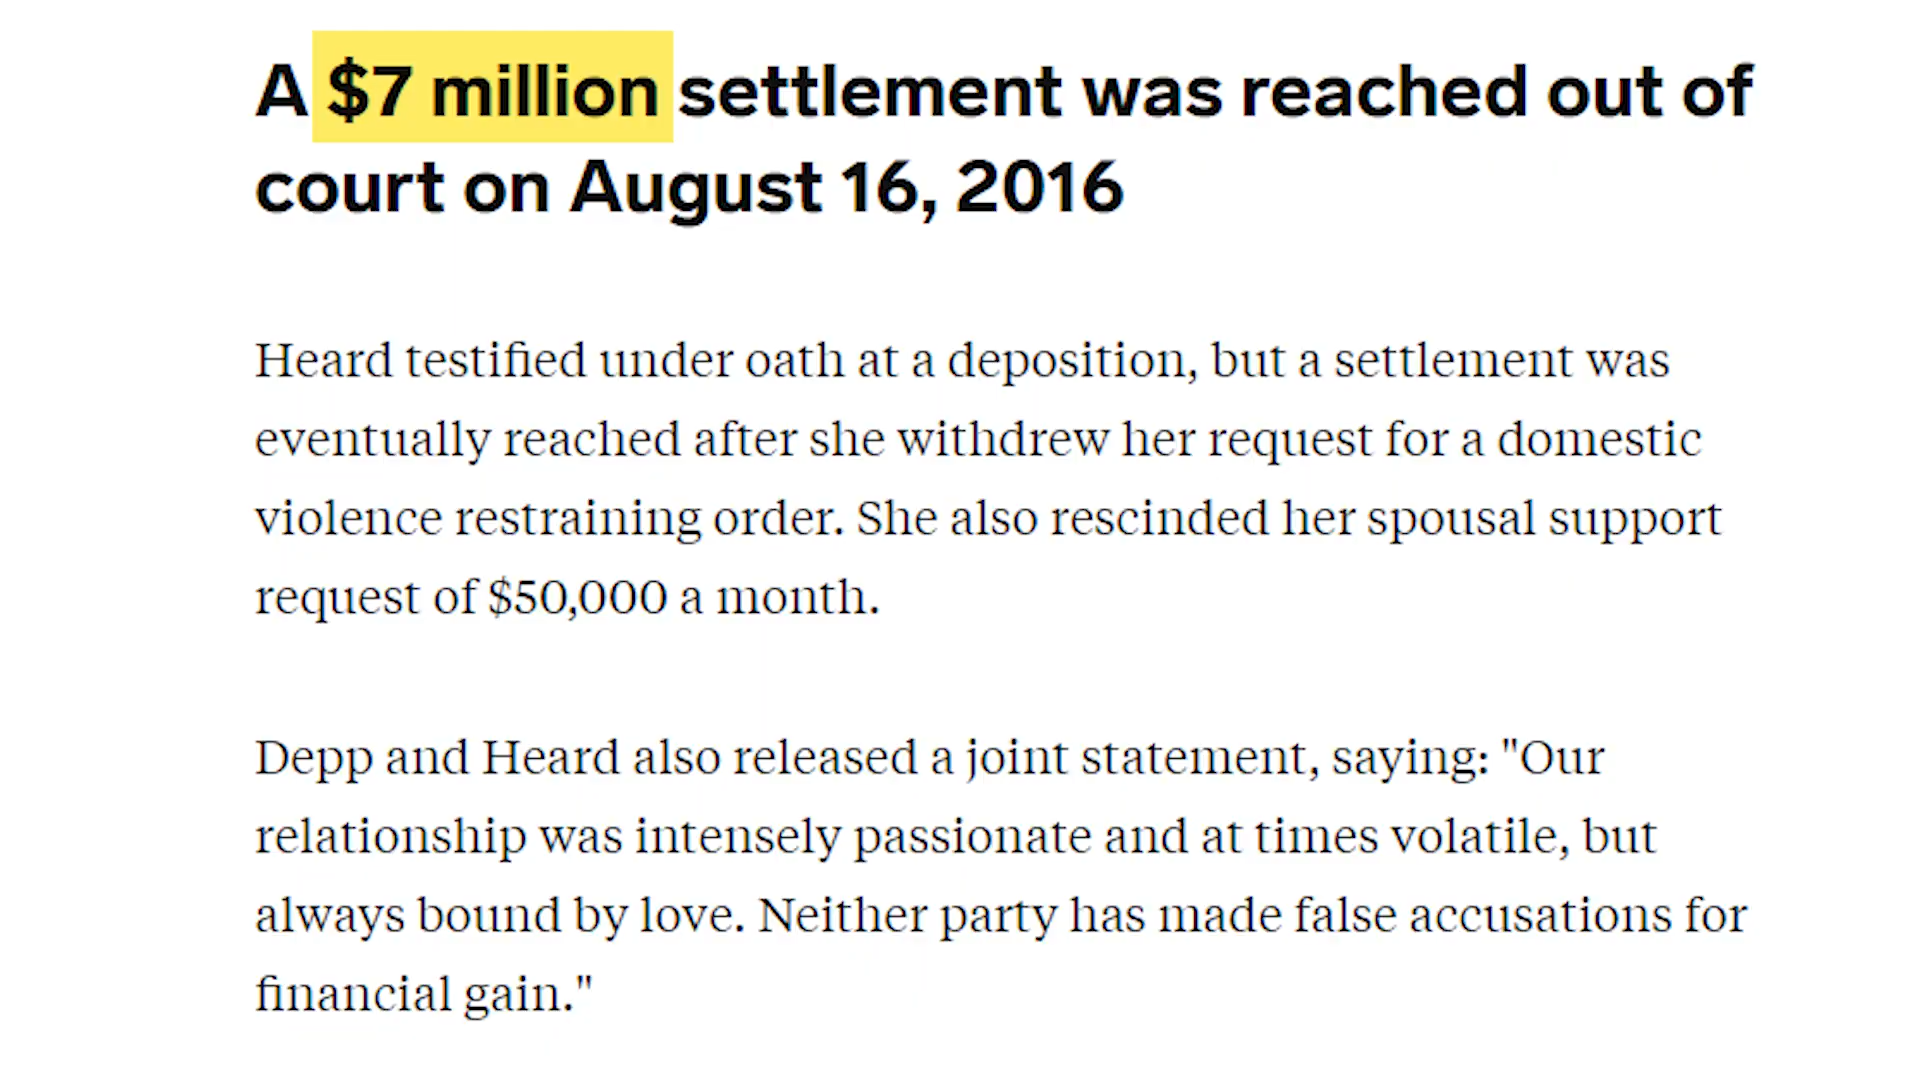 A $7 million settlement was reached out of
court on August 16, 2016
Heard testified under oath at a deposition, but a settlement was
eventually reached after she withdrew her request for a domestic
violence restraining order. She also rescinded her spousal support
request of $50,000 a month.
Depp and Heard also released a joint statement, saying: "Our
relationship was intensely passionate and at times volatile, but
always bound by love. Neither party has made false accusations for
financial gain."